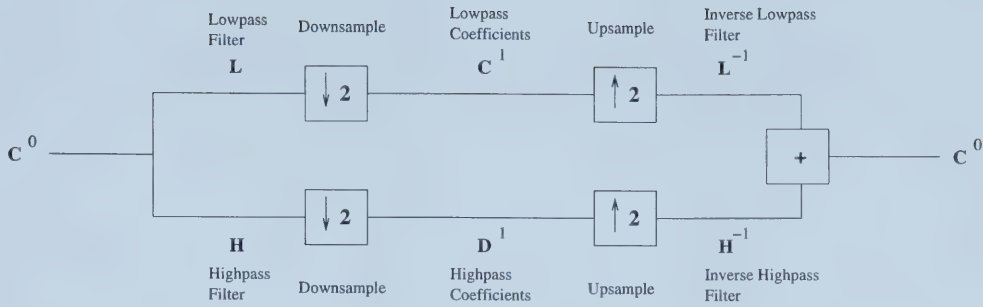 Lowpass Filter Downsample Lowpass Coefficients Upsample Inverse Lowpass Filter
L C^1 L^-1
↓ 2 ↑ 2
C^0 + C^0
↓ 2 ↑ 2
H D^1 H^-1
Highpass Filter Downsample Highpass Coefficients Upsample Inverse Highpass Filter